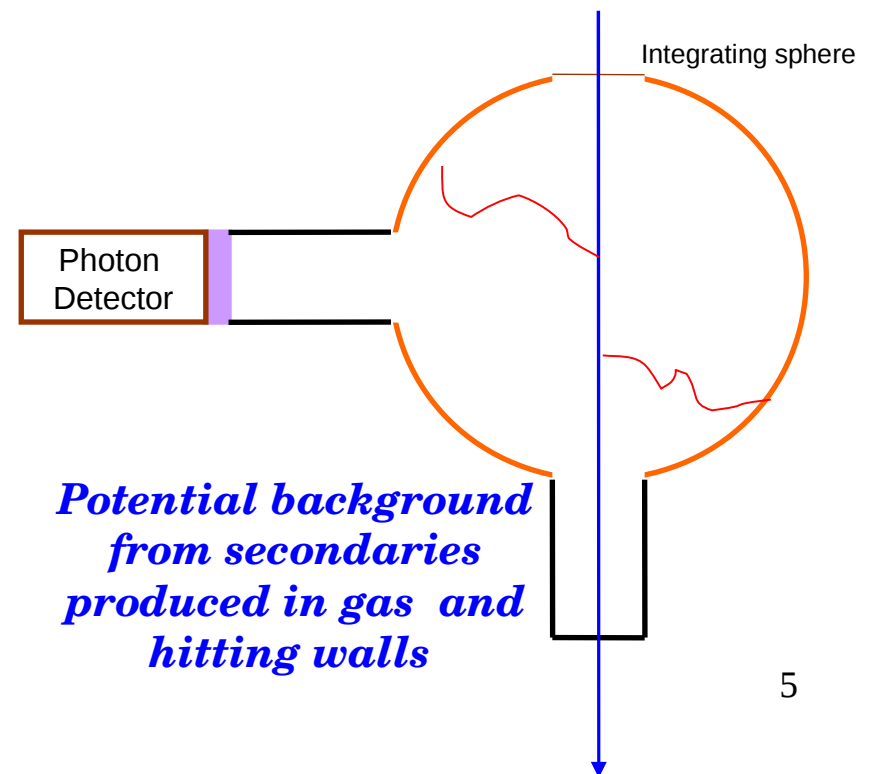 Integrating sphere
Photon
Detector
Potential background
from secondaries
produced in gas and
hitting walls
5